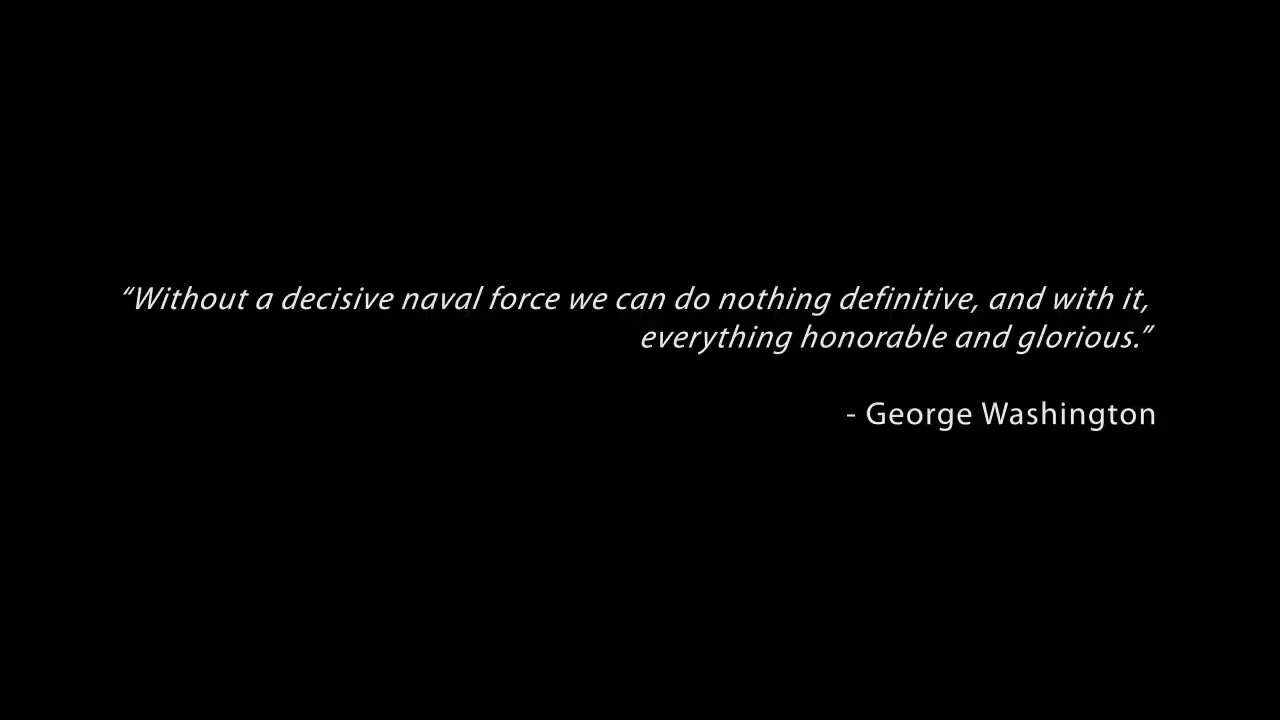 “Without a decisive naval force we can do nothing definitive, and with it,
everything honorable and glorious.”
- George Washington